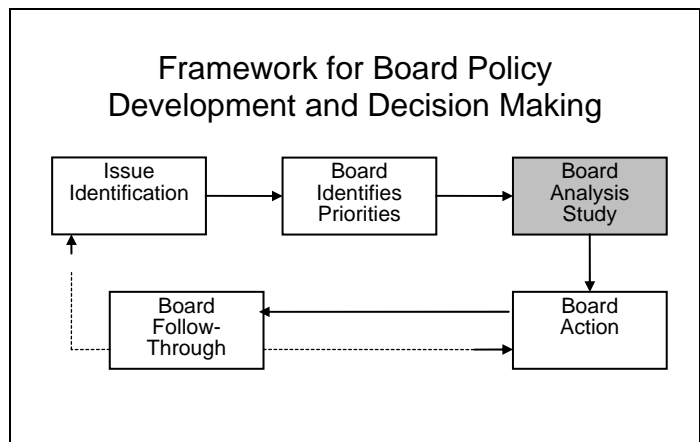 Framework for Board Policy
Development and Decision Making
Issue
Identification
Board
Identifies
Priorities
Board
Analysis
Study
Board
Follow-
Through
Board
Action